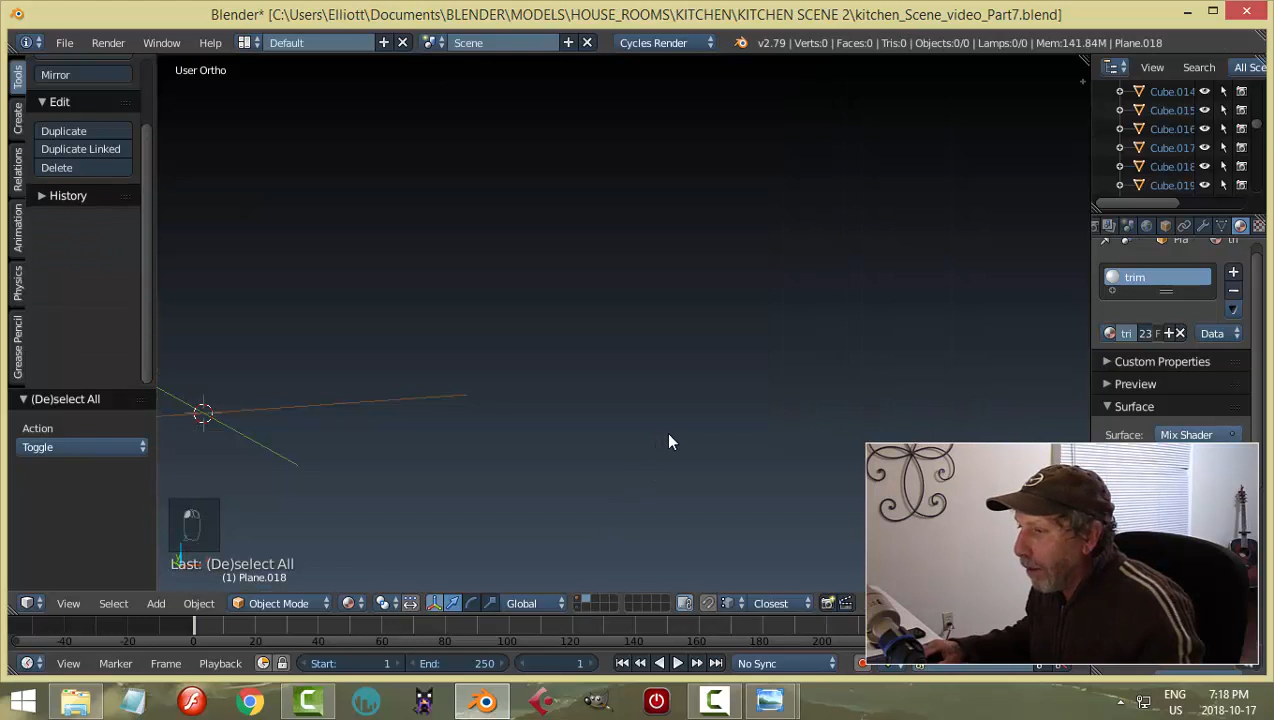 Blender* [C:\Users\Elliott\Documents\BLENDER\MODELS\HOUSE_ROOMS\KITCHEN\KITCHEN SCENE 2\kitchen_Scene_video_Part7.blend]
File Render Window Help Default Scene Cycles Render v2.79 | Verts:0 | Faces:0 | Tris:0 | Objects:0/0 | Lamps:0/0 | Mem:141.84M | Plane.018
Mirror
Edit
Duplicate
Duplicate Linked
Delete
History
Tools
Create
Relations
Animation
Physics
Grease Pencil
(De)select All
Action
Toggle
User Ortho
Last: (De)select All
(1) Plane.018
View Search All Sce
Cube.014
Cube.015
Cube.016
Cube.017
Cube.018
Cube.019
trim
tri 23 F Data
Custom Properties
Preview
Surface
Surface: Mix Shader
View Select Add Object Object Mode Global Closest
-40 -20 0 20 40 60 80 100 120 140 160 180 200
View Marker Frame Playback Start: 1 End: 250 1 No Sync
ENG 7:18 PM
US 2018-10-17